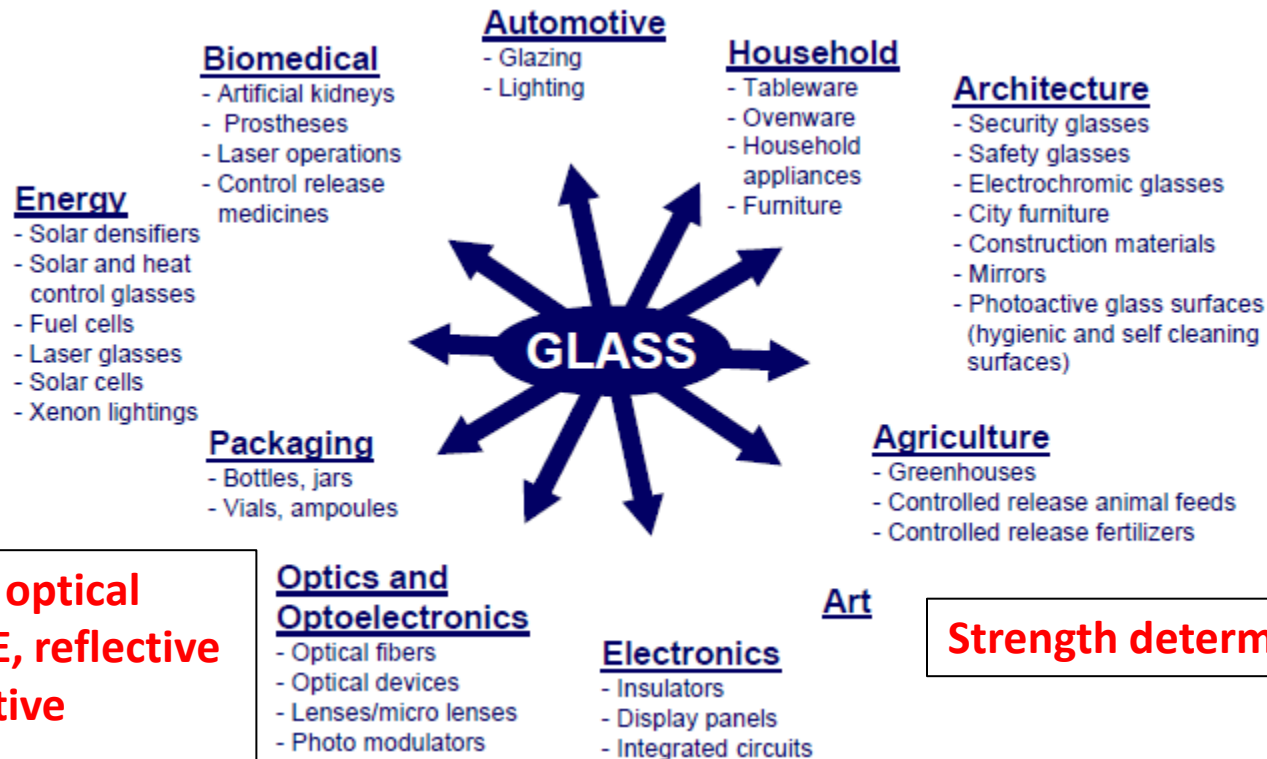 Automotive
- Glazing
- Lighting
Biomedical
- Artificial kidneys
- Prostheses
- Laser operations
- Control release
medicines
Household
- Tableware
- Ovenware
- Household
appliances
- Furniture
Architecture
- Security glasses
- Safety glasses
- Electrochromic glasses
- City furniture
- Construction materials
- Mirrors
- Photoactive glass surfaces
(hygienic and self cleaning
surfaces)
Energy
- Solar densifiers
- Solar and heat
control glasses
- Fuel cells
- Laser glasses
- Solar cells
- Xenon lightings
GLASS
Packaging
- Bottles, jars
- Vials, ampoules
Agriculture
- Greenhouses
- Controlled release animal feeds
- Controlled release fertilizers
optical
E, reflective
tive
Optics and
Optoelectronics
- Optical fibers
- Optical devices
- Lenses/micro lenses
- Photo modulators
Electronics
- Insulators
- Display panels
- Integrated circuits
Art
Strength determ